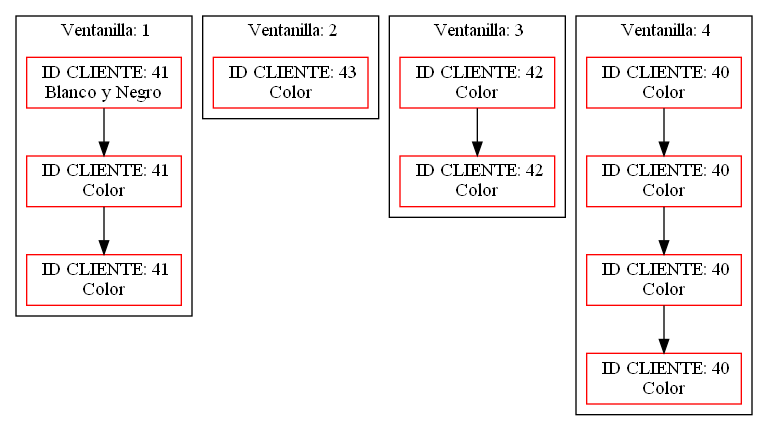 Ventanilla: 1
ID CLIENTE: 41
Blanco y Negro
ID CLIENTE: 41
Color
ID CLIENTE: 41
Color
Ventanilla: 2
ID CLIENTE: 43
Color
Ventanilla: 3
ID CLIENTE: 42
Color
ID CLIENTE: 42
Color
Ventanilla: 4
ID CLIENTE: 40
Color
ID CLIENTE: 40
Color
ID CLIENTE: 40
Color
ID CLIENTE: 40
Color